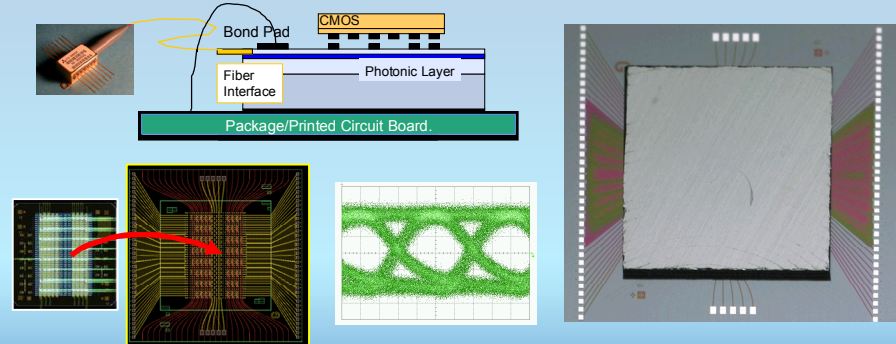 CMOS
Bond Pad
Fiber
Interface
Photonic Layer
Package/Printed Circuit Board.